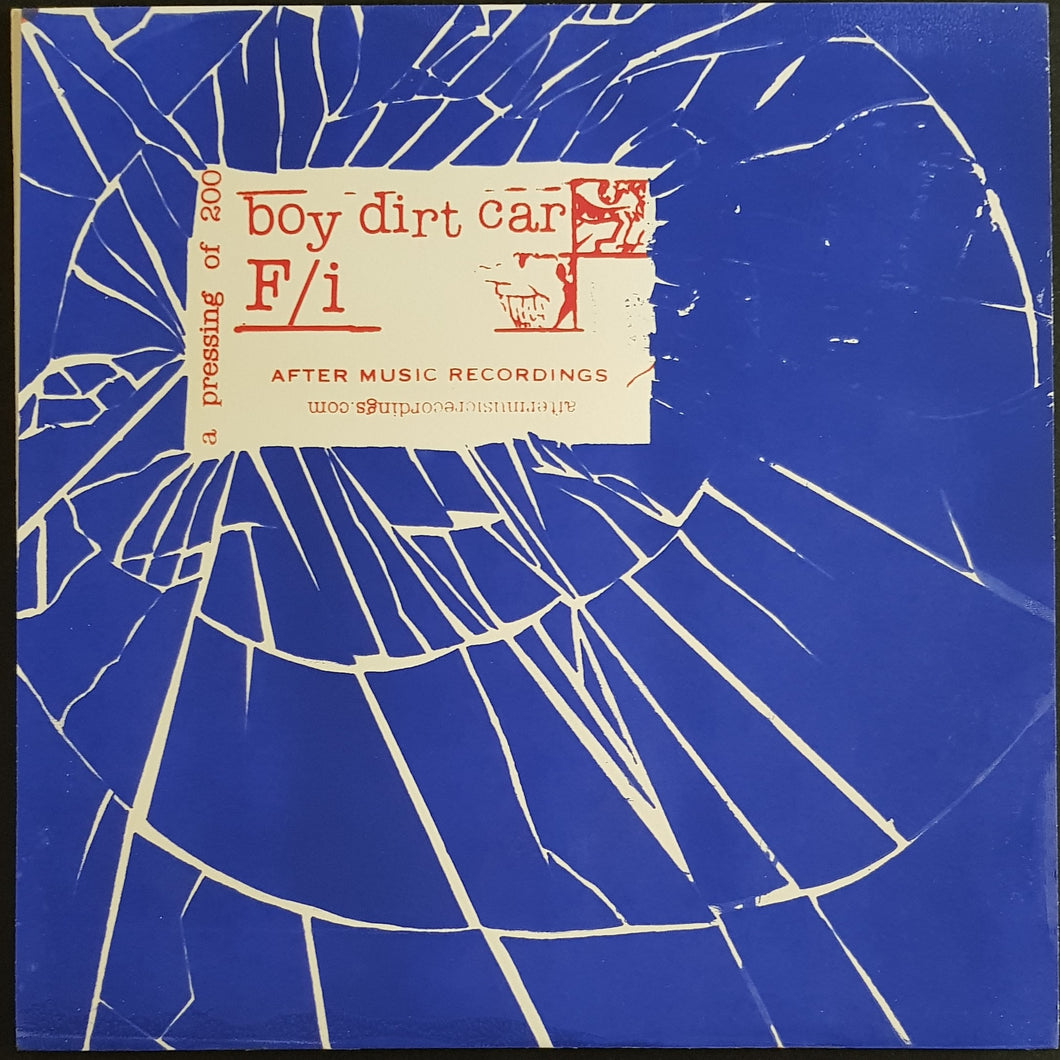 a pressing of 200
boy dirt car
F/i
AFTER MUSIC RECORDINGS
aftermusicrecordings.com